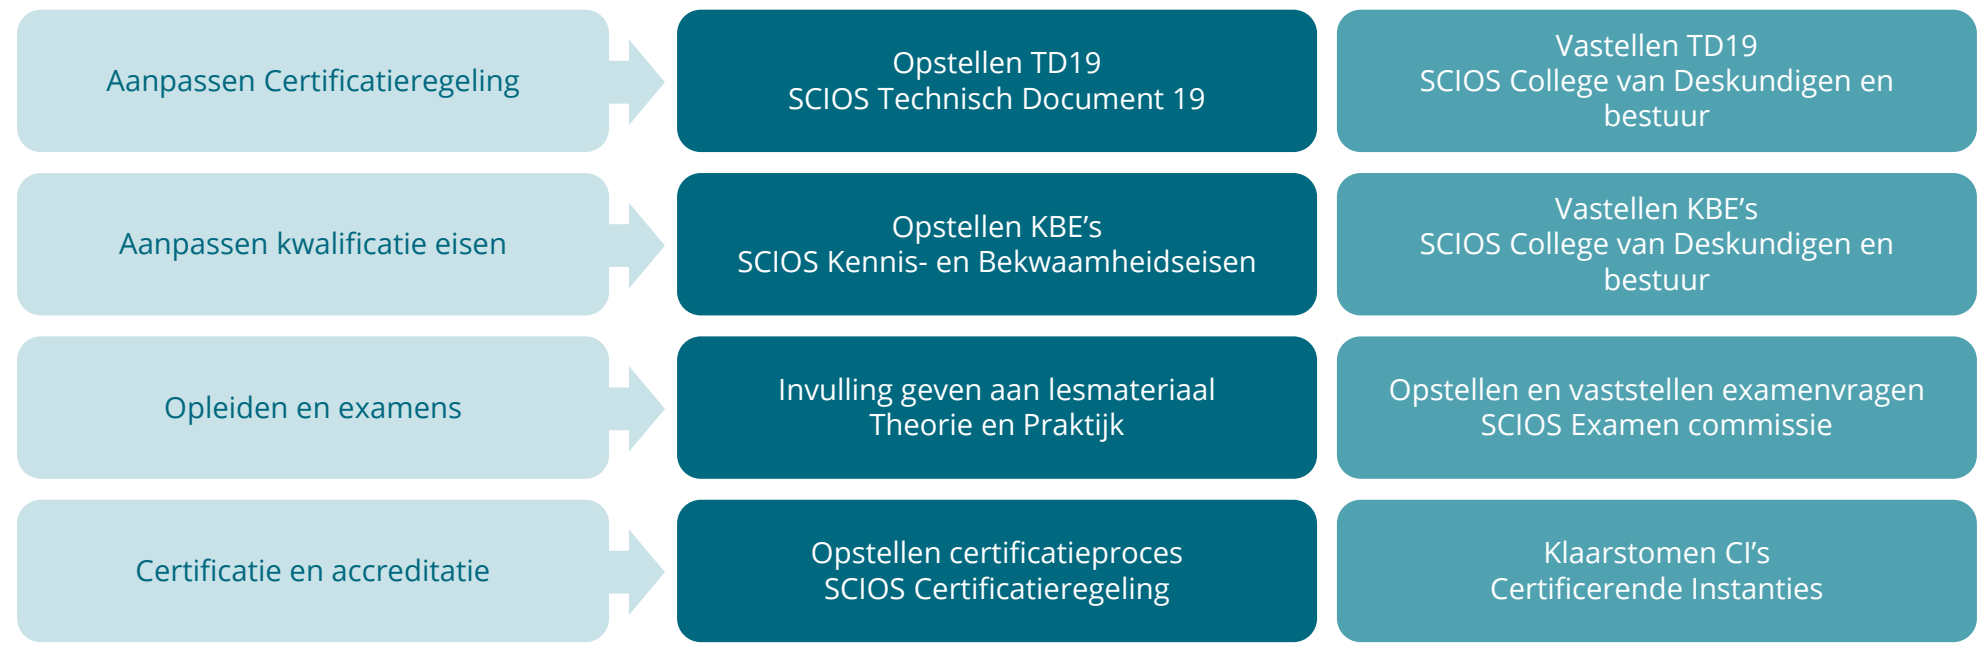 Aanpassen Certificatieregeling
Opstellen TD19
SCIOS Technisch Document 19
Vastellen TD19
SCIOS College van Deskundigen en
bestuur
Aanpassen kwalificatie eisen
Opstellen KBE’s
SCIOS Kennis- en Bekwaamheidseisen
Vastellen KBE’s
SCIOS College van Deskundigen en
bestuur
Opleiden en examens
Invulling geven aan lesmateriaal
Theorie en Praktijk
Opstellen en vaststellen examenvragen
SCIOS Examen commissie
Certificatie en accreditatie
Opstellen certificatieproces
SCIOS Certificatieregeling
Klaarstomen CI’s
Certificerende Instanties